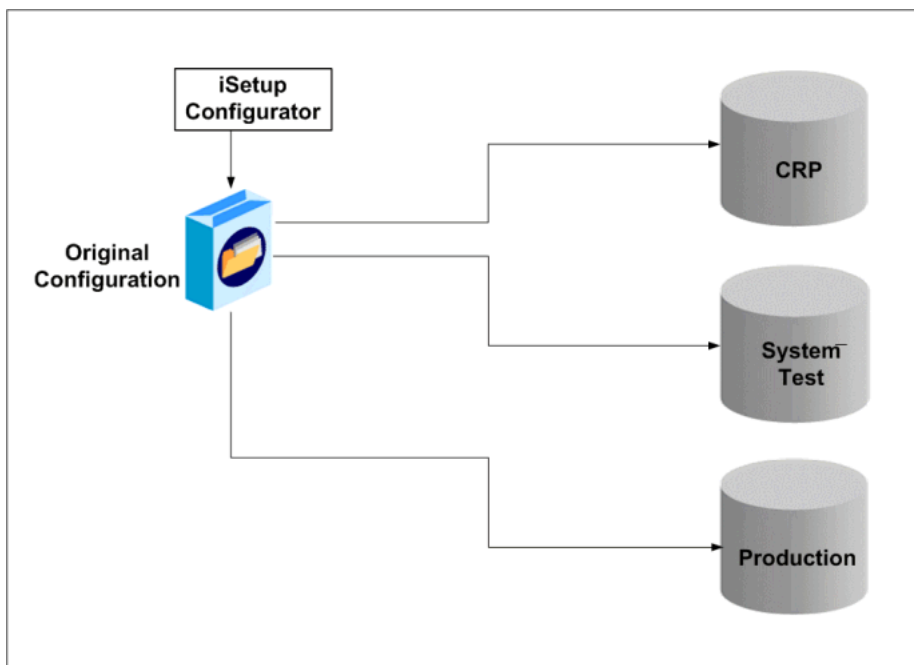 iSetup
Configurator
CRP
Original
Configuration
System
Test
Production